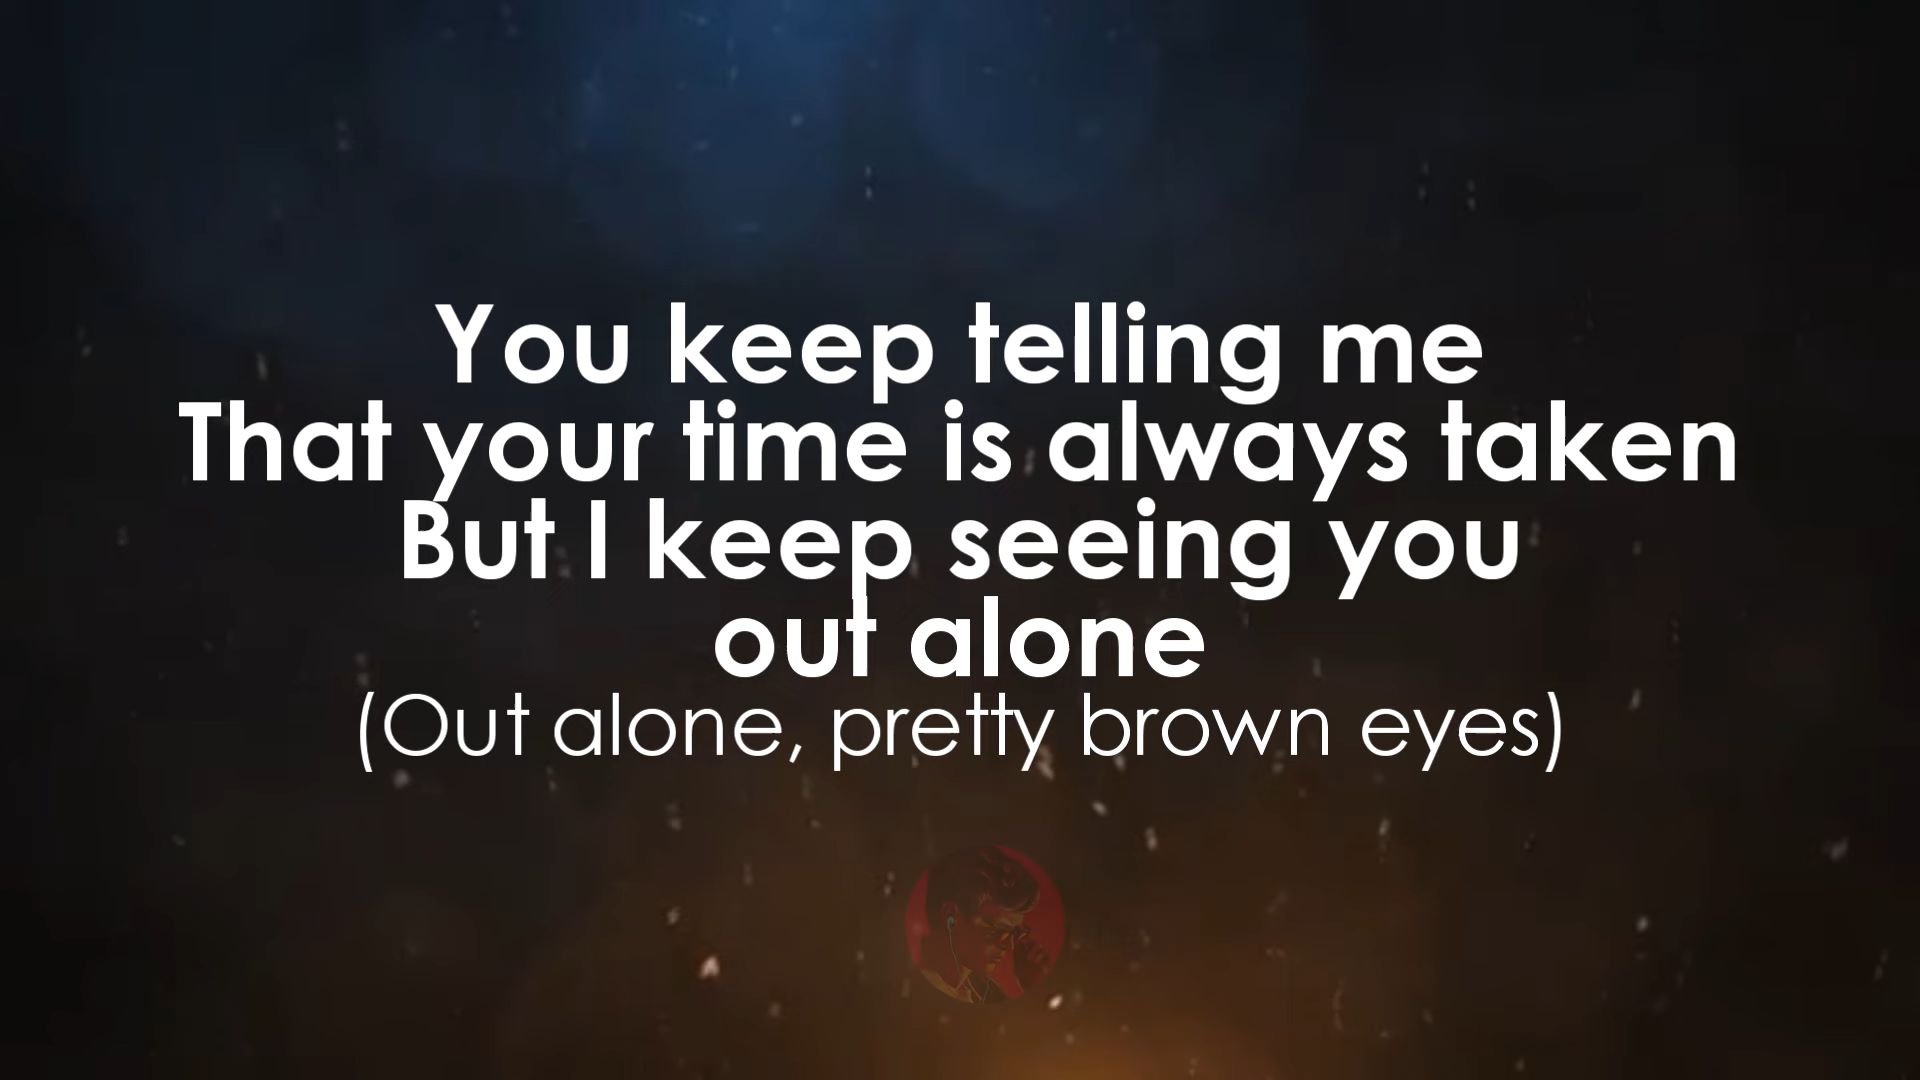 You keep telling me
That your time is always taken
But I keep seeing you
out alone
(Out alone, pretty brown eyes)